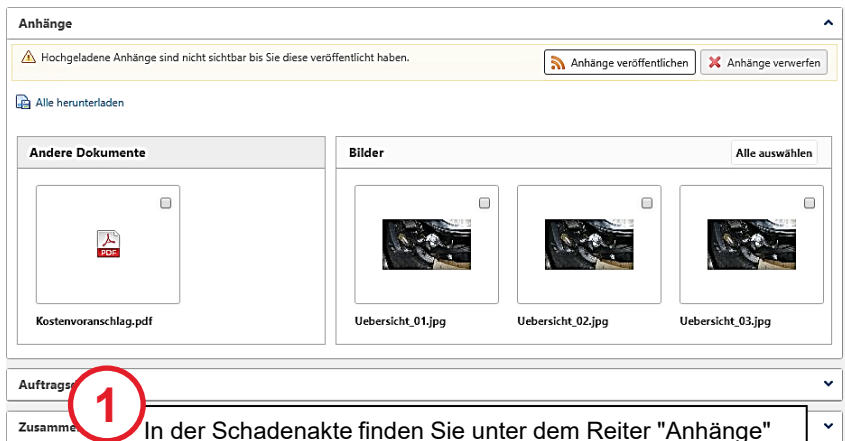 Anhänge
Hochgeladene Anhänge sind nicht sichtbar bis Sie diese veröffentlicht haben.
Anhänge veröffentlichen
Anhänge verwerfen
Alle herunterladen
Andere Dokumente
Bilder
Alle auswählen
PDF
Kostenvoranschlag.pdf
Uebersicht_01.jpg
Uebersicht_02.jpg
Uebersicht_03.jpg
1
In der Schadenakte finden Sie unter dem Reiter "Anhänge"